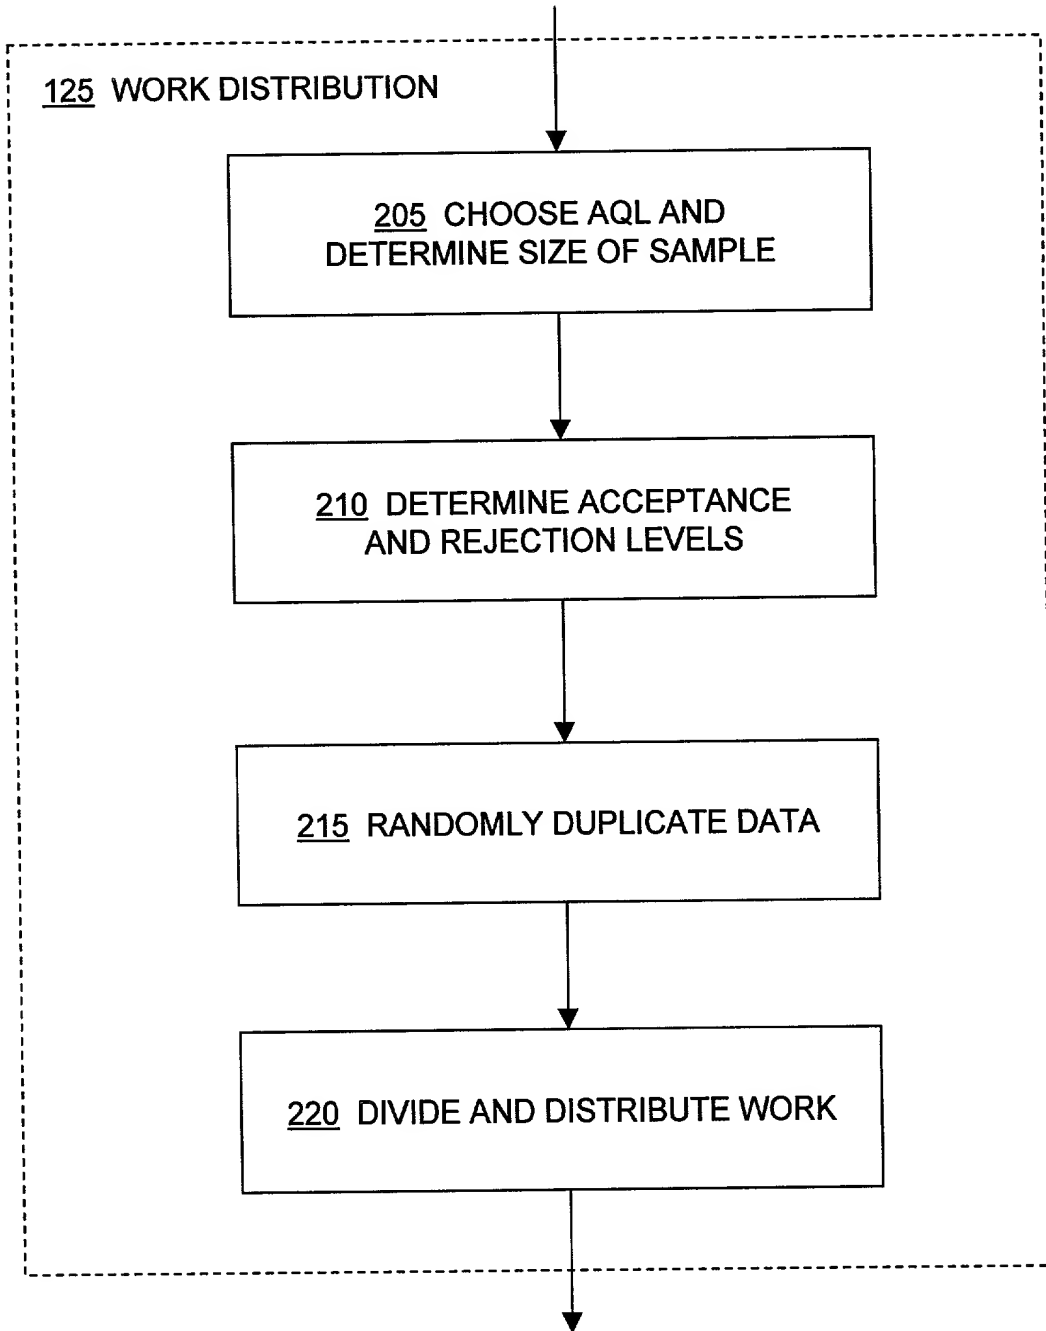 125 WORK DISTRIBUTION
205 CHOOSE AQL AND
DETERMINE SIZE OF SAMPLE
210 DETERMINE ACCEPTANCE
AND REJECTION LEVELS
215 RANDOMLY DUPLICATE DATA
220 DIVIDE AND DISTRIBUTE WORK